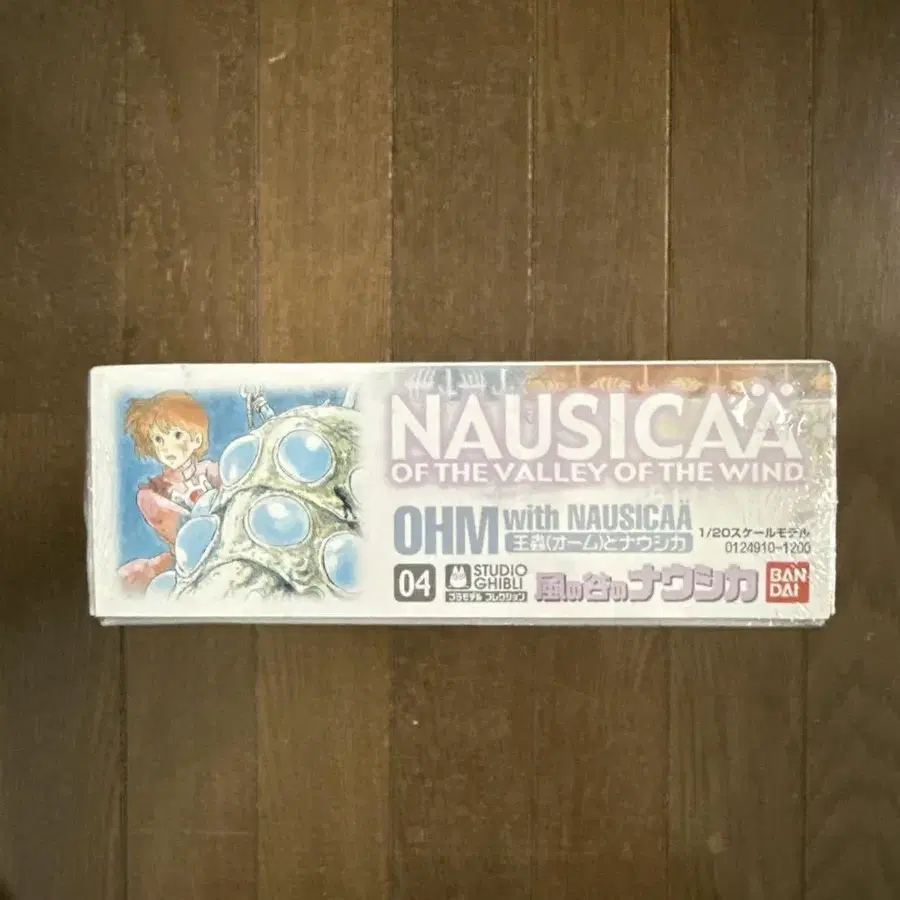 NAUSICAÄ
OF THE VALLEY OF THE WIND
OHM with NAUSICAÄ
王蟲(オーム)とナウシカ
1/20スケールモデル
0124910-1200
04
STUDIO
GHIBLI
プラモデル コレクション
風の谷のナウシカ
BAN
DAI